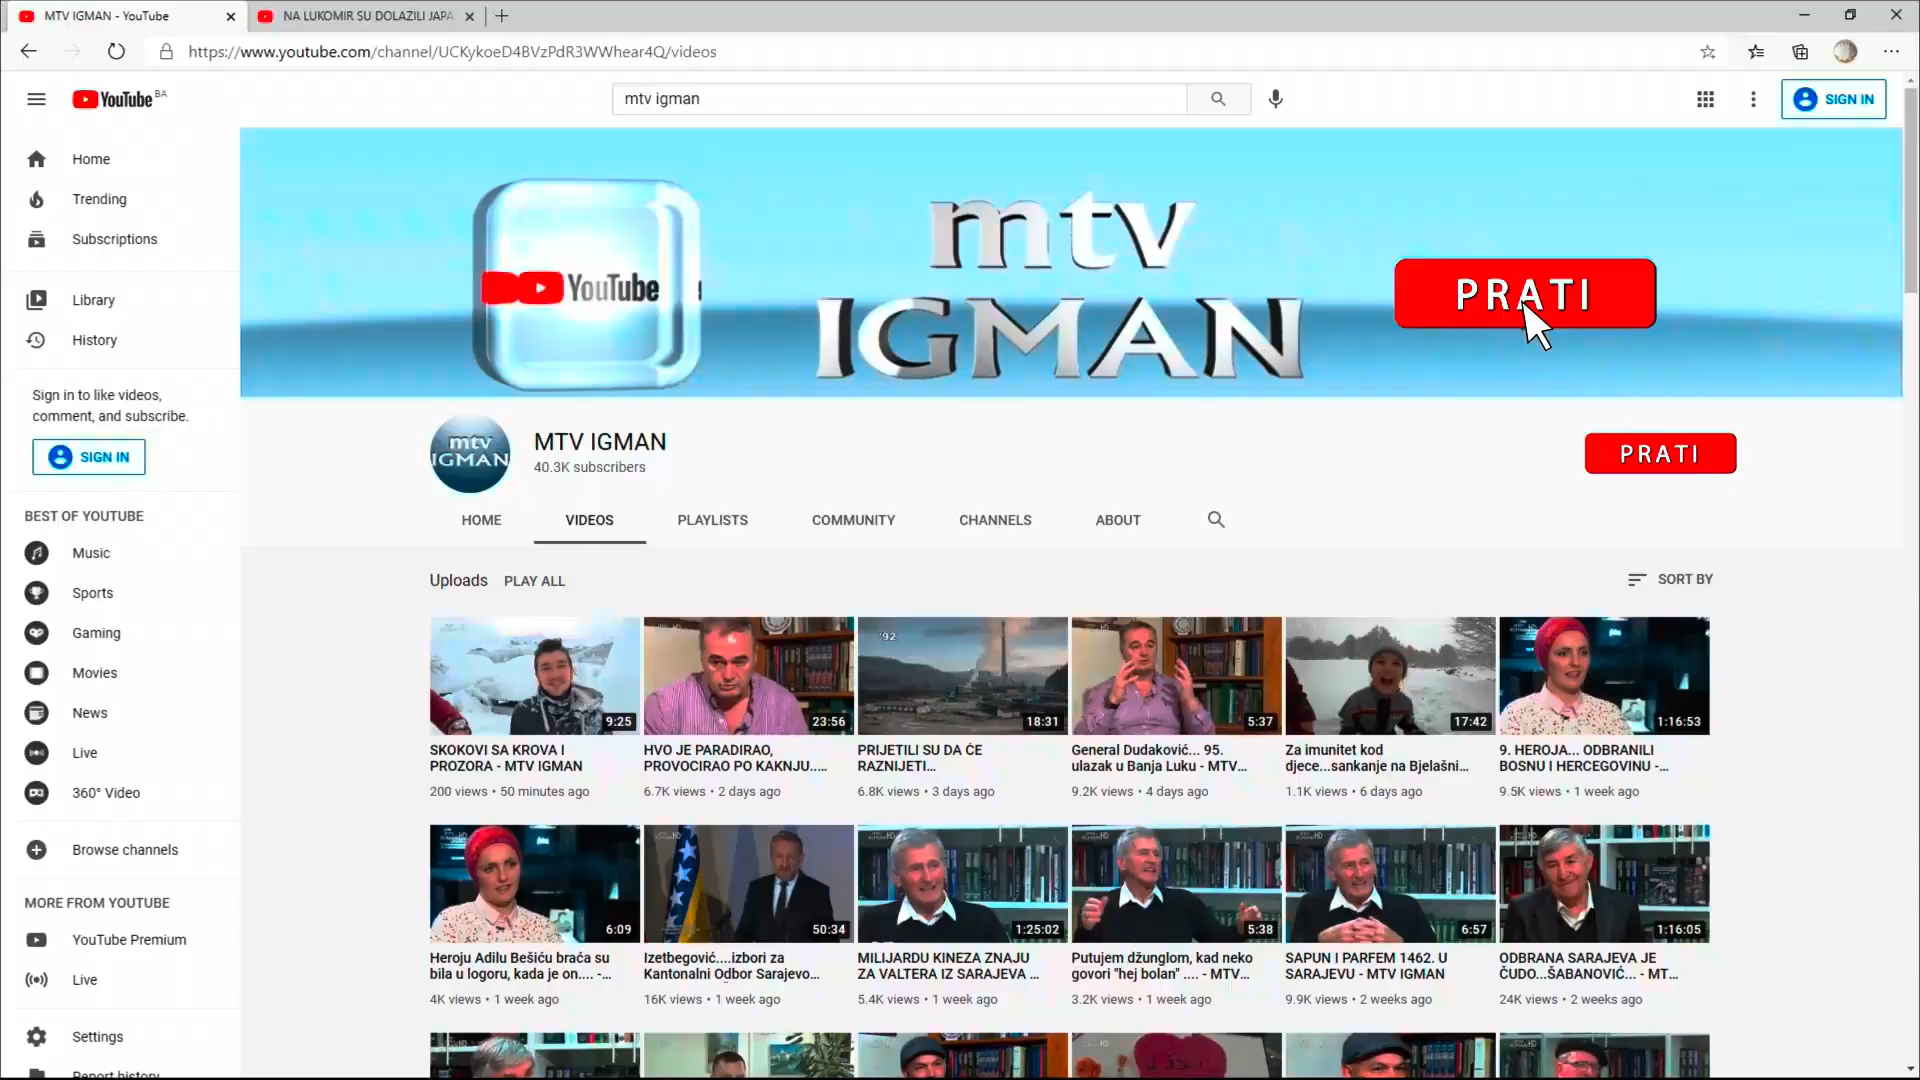 MTV IGMAN - YouTube
NA LUKOMIR SU DOLAZILI JAPA
https://www.youtube.com/channel/UCKykoeD4BVzPdR3WWhear4Q/videos
YouTube BA
mtv igman
SIGN IN
Home
Trending
Subscriptions
Library
History
Sign in to like videos,
comment, and subscribe.
SIGN IN
BEST OF YOUTUBE
Music
Sports
Gaming
Movies
News
Live
360° Video
Browse channels
MORE FROM YOUTUBE
YouTube Premium
Live
Settings
Report history
YouTube
mtv
IGMAN
PRATI
mtv
IGMAN
MTV IGMAN
40.3K subscribers
PRATI
HOME
VIDEOS
PLAYLISTS
COMMUNITY
CHANNELS
ABOUT
Uploads
PLAY ALL
SORT BY
9:25
SKOKOVI SA KROVA I
PROZORA - MTV IGMAN
200 views • 50 minutes ago
23:56
HVO JE PARADIRAO,
PROVOCIRAO PO KAKNJU.…
6.7K views • 2 days ago
'92
18:31
PRIJETILI SU DA ĆE
RAZNIJETI…
6.8K views • 3 days ago
5:37
General Dudaković... 95.
ulazak u Banja Luku - MTV…
9.2K views • 4 days ago
17:42
Za imunitet kod
djece...sankanje na Bjelašni…
1.1K views • 6 days ago
1:16:53
9. HEROJA... ODBRANILI
BOSNU I HERCEGOVINU -…
9.5K views • 1 week ago
6:09
Heroju Adilu Bešiću braća su
bila u logoru, kada je on.... -…
4K views • 1 week ago
50:34
Izetbegović....izbori za
Kantonalni Odbor Sarajevo…
16K views • 1 week ago
1:25:02
MILIJARDU KINEZA ZNAJU
ZA VALTERA IZ SARAJEVA …
5.4K views • 1 week ago
5:38
Putujem džunglom, kad neko
govori "hej bolan" .... - MTV…
3.2K views • 1 week ago
6:57
SAPUN I PARFEM 1462. U
SARAJEVU - MTV IGMAN
9.9K views • 2 weeks ago
1:16:05
ODBRANA SARAJEVA JE
ČUDO...ŠABANOVIĆ... - MT…
24K views • 2 weeks ago